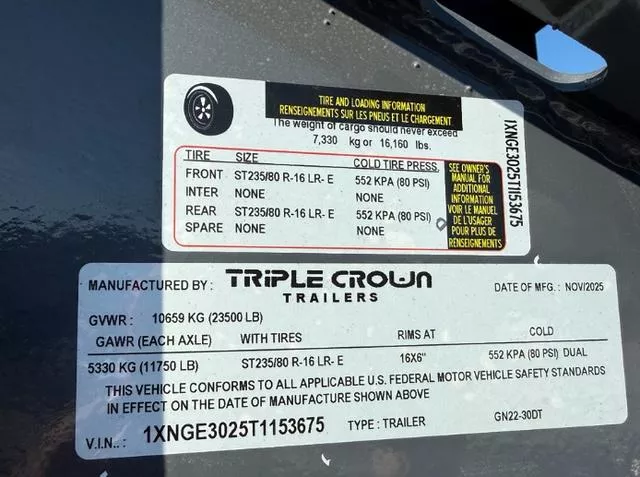 TIRE AND LOADING INFORMATION
RENSEIGNEMENTS SUR LES PNEUS ET LE CHARGEMENT
The weight of cargo should never exceed
7,330 kg or 16,160 lbs.
TIRE SIZE COLD TIRE PRESS.
FRONT ST235/80 R-16 LR- E 552 KPA (80 PSI)
INTER NONE NONE
REAR ST235/80 R-16 LR- E 552 KPA (80 PSI)
SPARE NONE NONE
SEE OWNER'S
MANUAL FOR
ADDITIONAL
INFORMATION
VOIR LE MANUEL
DE L'USAGER
POUR PLUS DE
RENSEIGNEMENTS
1XNGE3025T1153675
MANUFACTURED BY: TRIPLE CROWN
TRAILERS
DATE OF MFG.: NOV/2025
GVWR: 10659 KG (23500 LB)
GAWR (EACH AXLE) WITH TIRES RIMS AT COLD
5330 KG (11750 LB) ST235/80 R-16 LR- E 16X6" 552 KPA (80 PSI) DUAL
THIS VEHICLE CONFORMS TO ALL APPLICABLE U.S. FEDERAL MOTOR VEHICLE SAFETY STANDARDS
IN EFFECT ON THE DATE OF MANUFACTURE SHOWN ABOVE
V.I.N..: 1XNGE3025T1153675 TYPE: TRAILER GN22-30DT